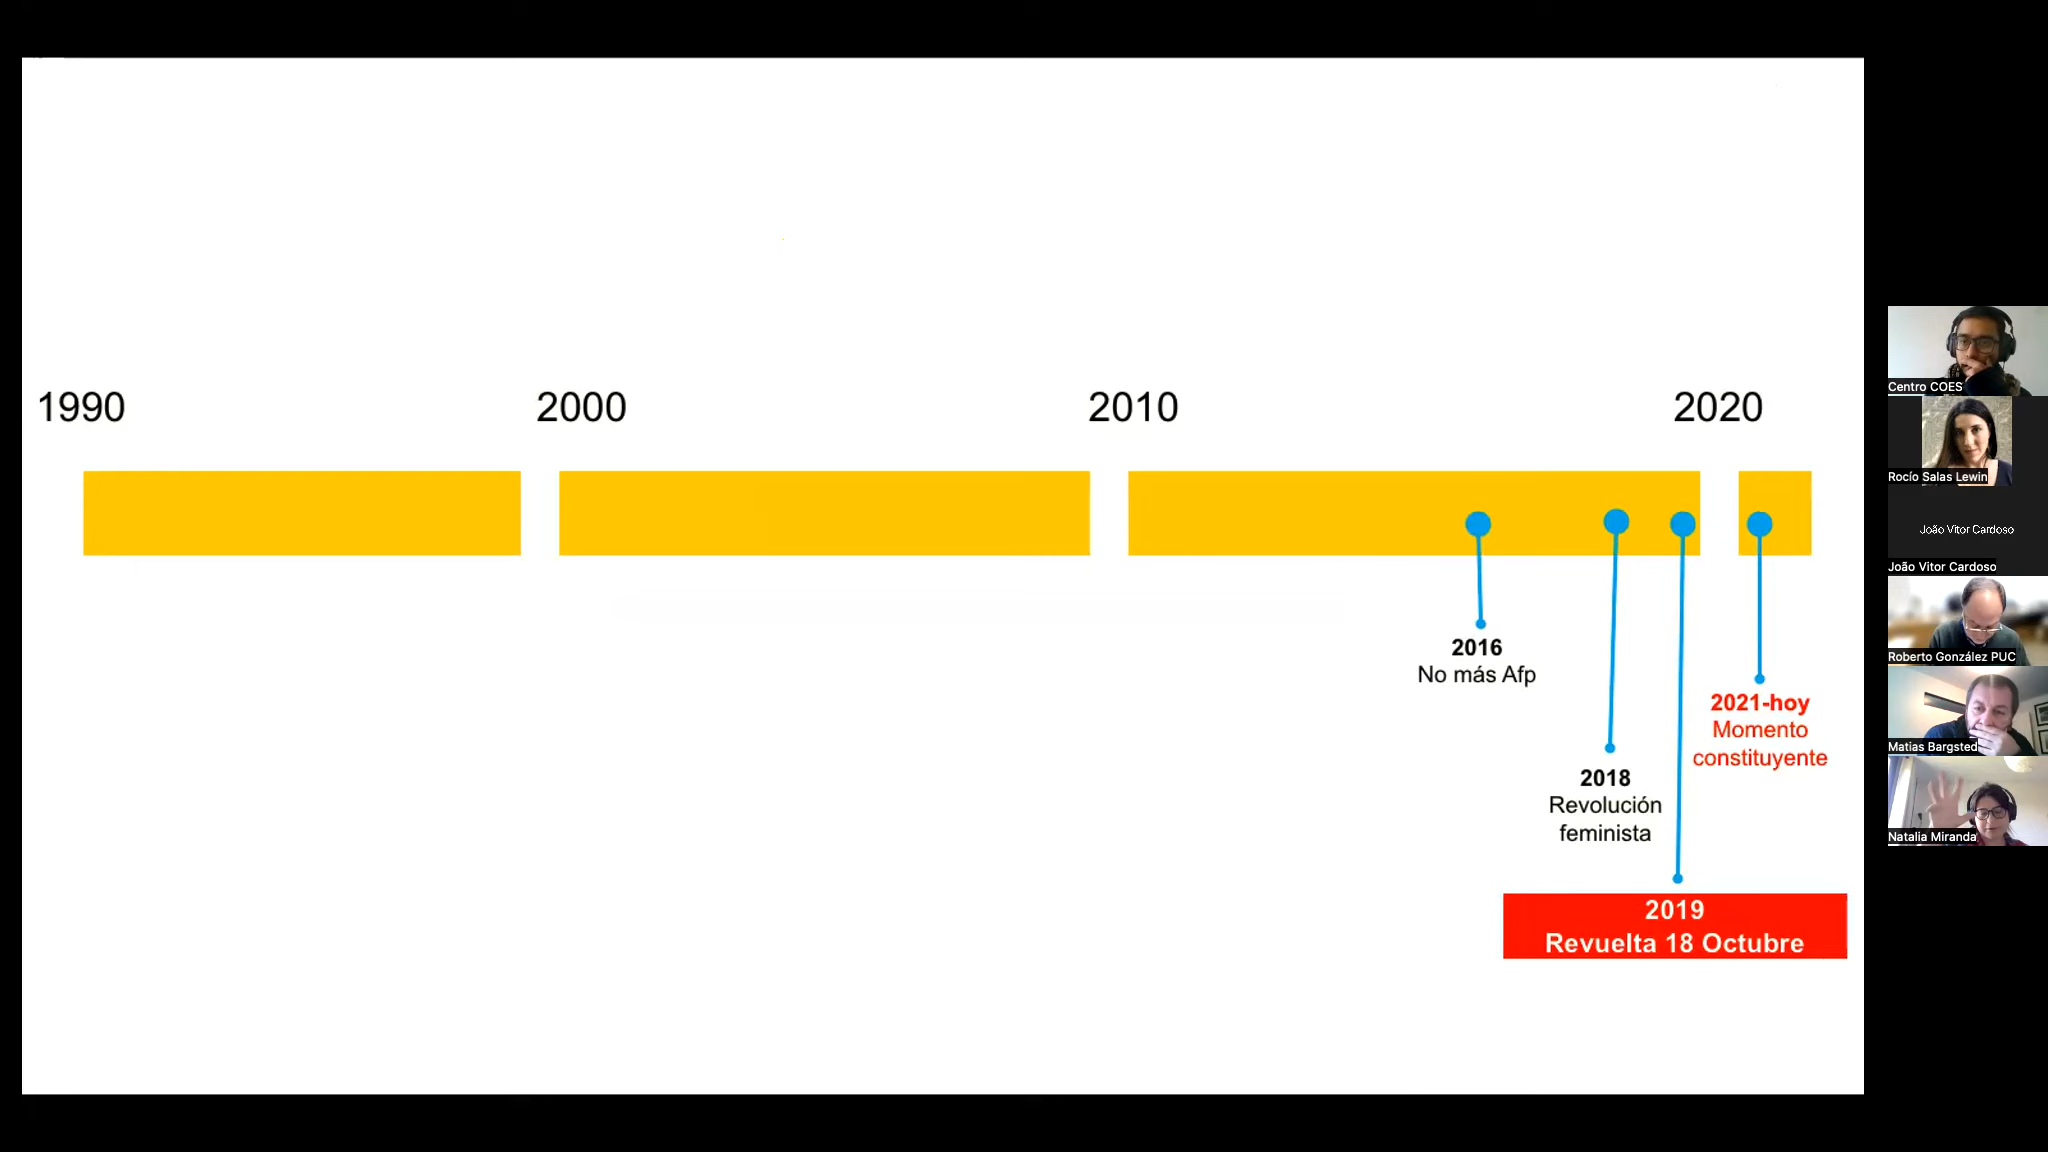 1990
2000
2010
2020
2016
No más Afp
2018
Revolución
feminista
2019
Revuelta 18 Octubre
2021-hoy
Momento
constituyente
Centro COES
Rocío Salas Lewin
João Vitor Cardoso
João Vitor Cardoso
Roberto González PUC
Matias Bargsted
Natalia Miranda